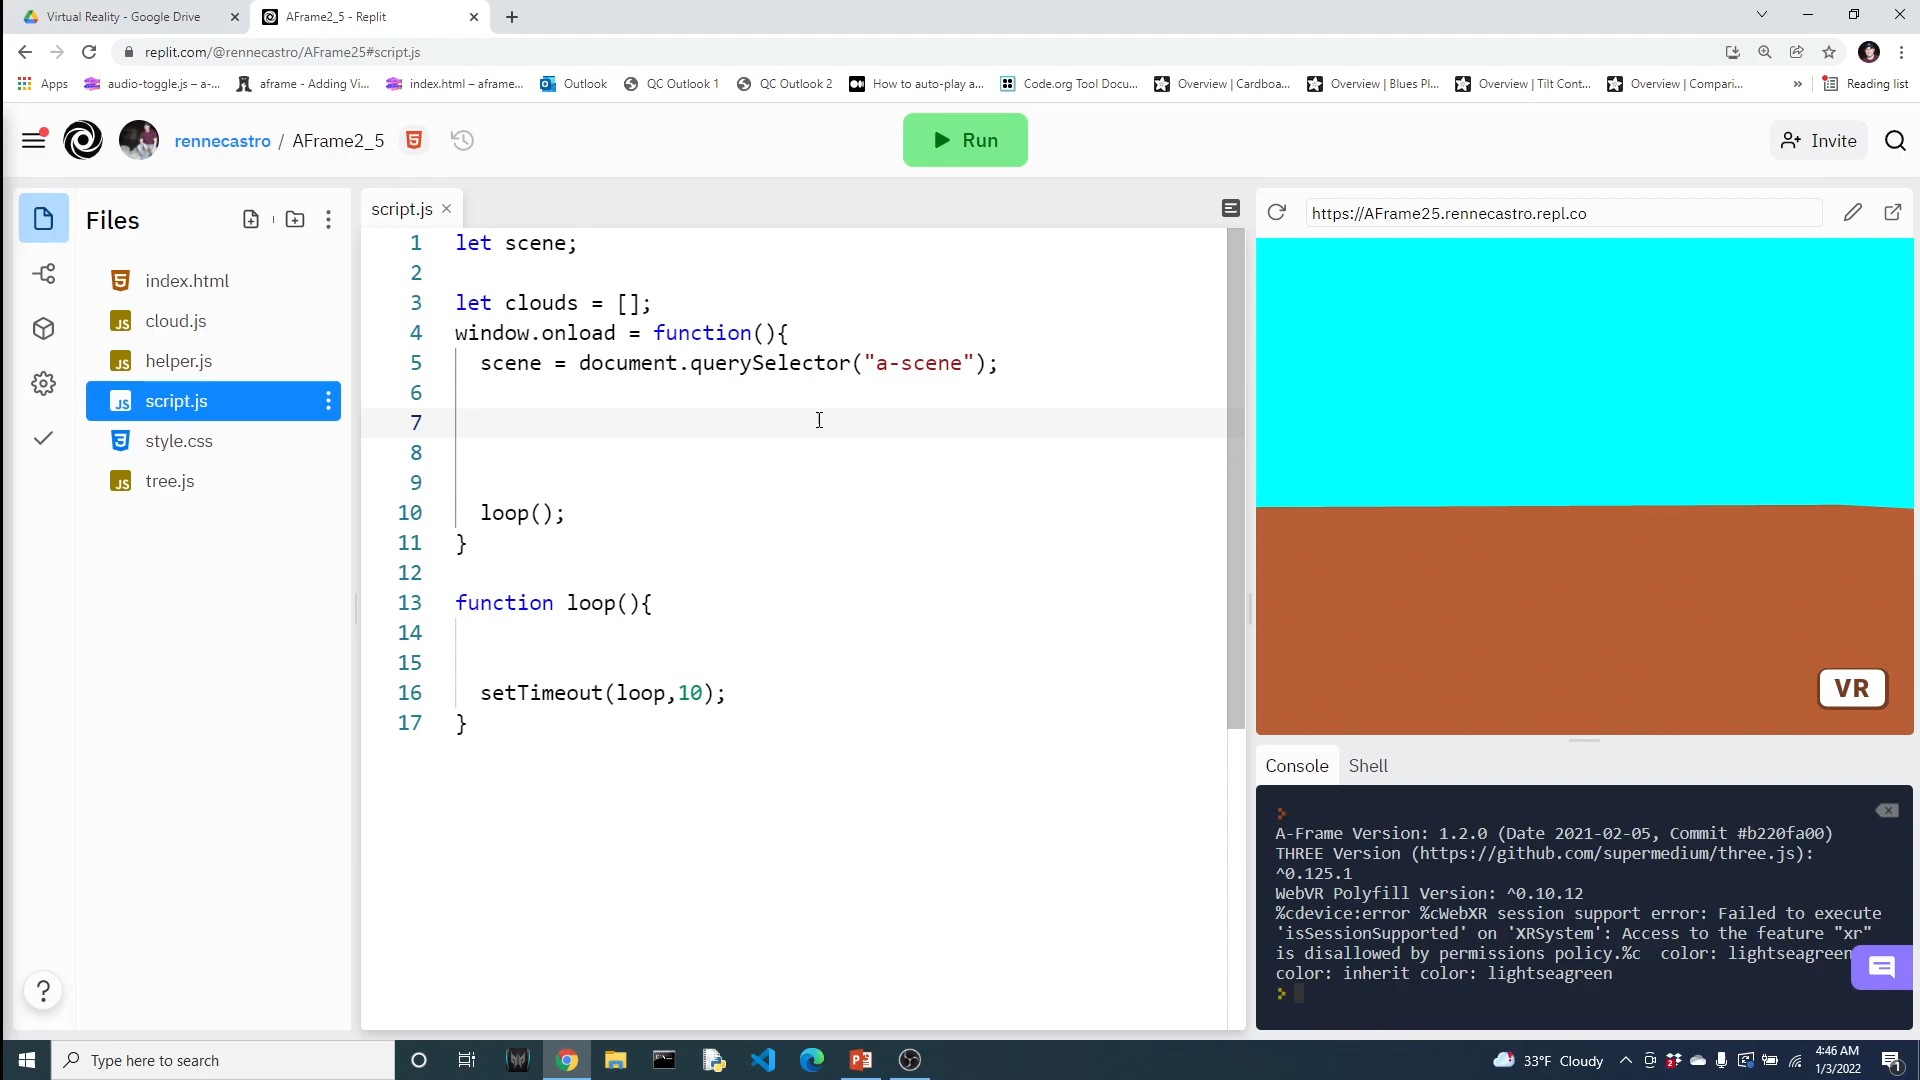 Virtual Reality - Google Drive
AFrame2_5 - Replit
replit.com/@rennecastro/AFrame25#script.js
Apps
audio-toggle.js – a-...
aframe - Adding Vi...
index.html – aframe...
Outlook
QC Outlook 1
QC Outlook 2
How to auto-play a...
Code.org Tool Docu...
Overview | Cardboa...
Overview | Blues Pl...
Overview | Tilt Cont...
Overview | Compari...
»
Reading list
rennecastro / AFrame2_5
Run
Invite
Files
index.html
cloud.js
helper.js
script.js
style.css
tree.js
script.js
1 let scene;
2
3 let clouds = [];
4 window.onload = function(){
5 scene = document.querySelector("a-scene");
6
7
8
9
10 loop();
11 }
12
13 function loop(){
14
15
16 setTimeout(loop,10);
17 }
https://AFrame25.rennecastro.repl.co
VR
Console
Shell
A-Frame Version: 1.2.0 (Date 2021-02-05, Commit #b220fa00)
THREE Version (https://github.com/supermedium/three.js):
^0.125.1
WebVR Polyfill Version: ^0.10.12
%cdevice:error %cWebXR session support error: Failed to execute
'isSessionSupported' on 'XRSystem': Access to the feature "xr"
is disallowed by permissions policy.%c color: lightseagreen
color: inherit color: lightseagreen
?
Type here to search
33°F Cloudy
4:46 AM
1/3/2022